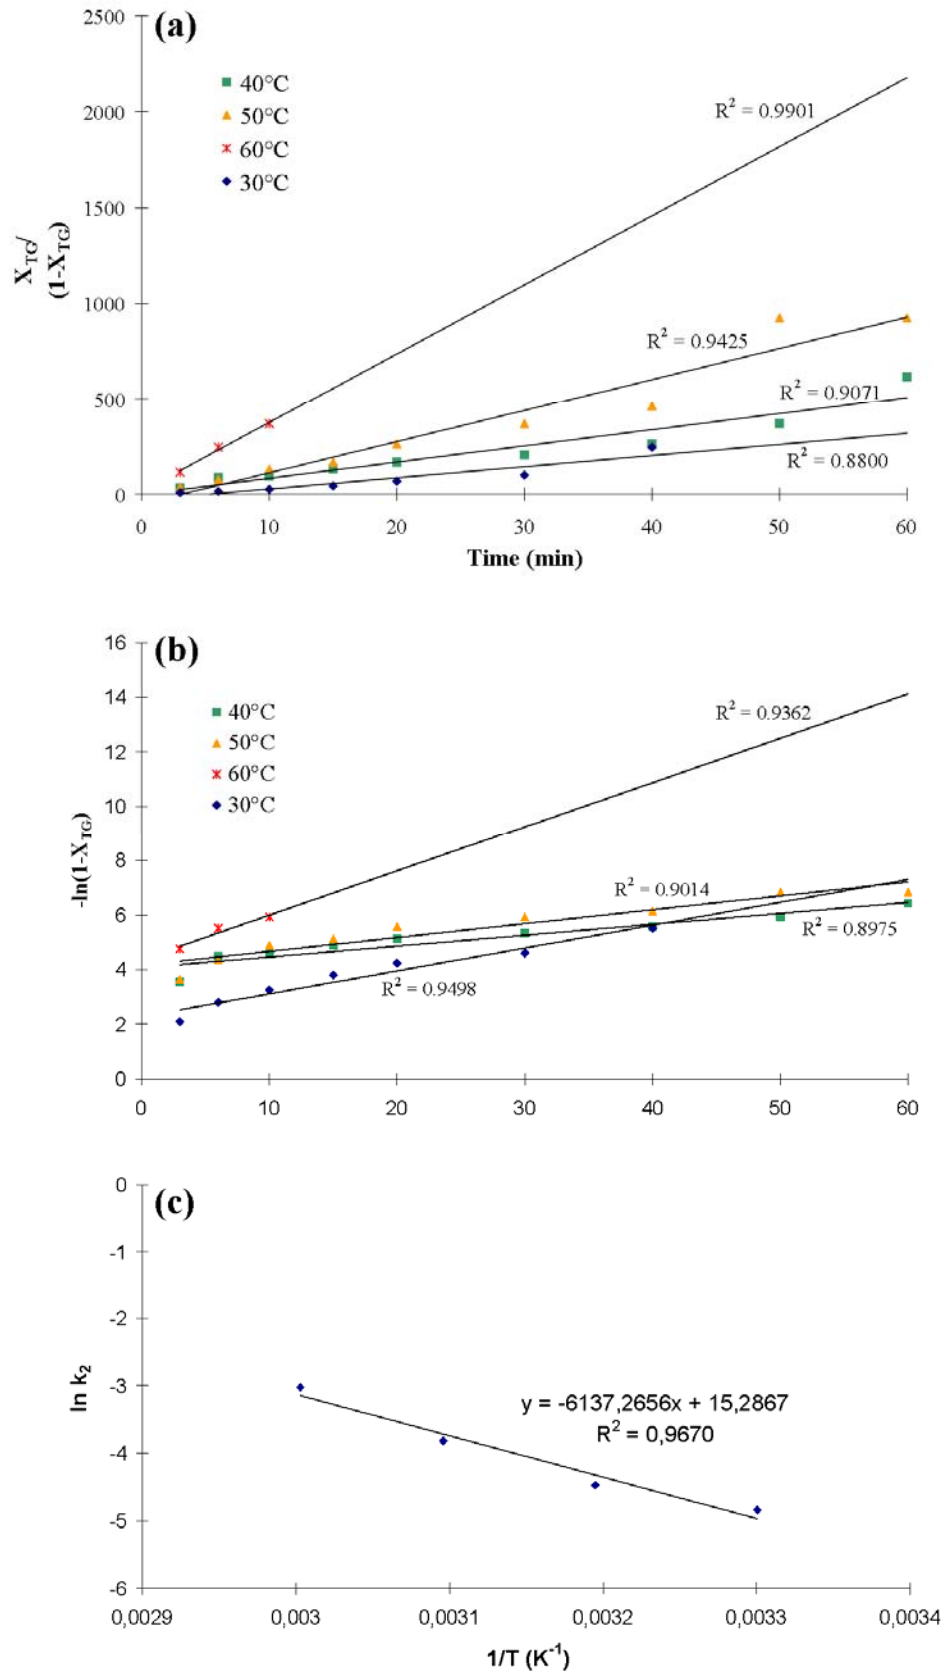 (a)
2500
2000
1500
1000
500
0
X_TG/
(1-X_TG)
40°C
50°C
60°C
30°C
R² = 0.9901
R² = 0.9425
R² = 0.9071
R² = 0.8800
0 10 20 30 40 50 60
Time (min)
(b)
16
14
12
10
8
6
4
2
0
-ln(1-X_TG)
40°C
50°C
60°C
30°C
R² = 0.9362
R² = 0.9014
R² = 0.8975
R² = 0.9498
0 10 20 30 40 50 60
(c)
0
-1
-2
-3
-4
-5
-6
ln k₂
y = -6137,2656x + 15,2867
R² = 0,9670
0,0029 0,003 0,0031 0,0032 0,0033 0,0034
1/T (K⁻¹)